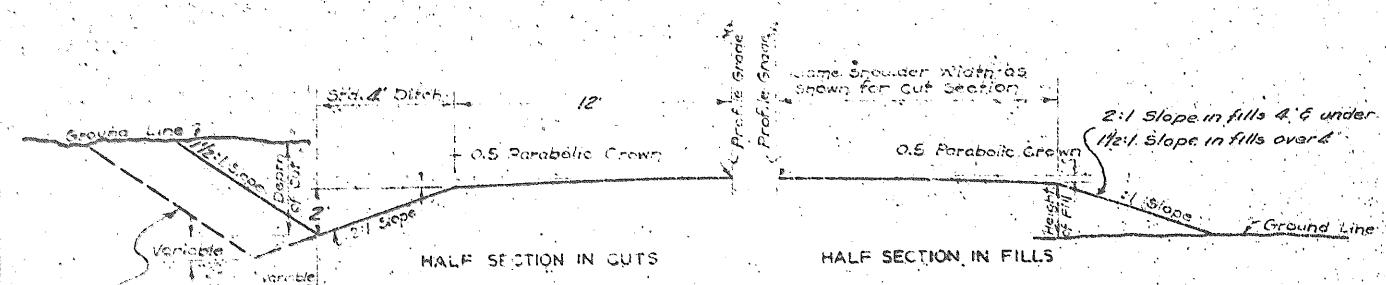 Std. 4' Ditch
12'
℄ Profile Grade
℄ Profile Grade
Same Shoulder Width as
shown for Cut Section
2:1 Slope in fills 4' & under
1½:1 Slope in fills over 4'
Ground Line
1½:1 Slope
Depth
of Cut
0.5 Parabolic Crown
0.5 Parabolic Crown
2'
2:1 Slope
Height
of Fill
:1 Slope
Ground Line
Variable
Variable
HALF SECTION IN CUTS
HALF SECTION IN FILLS